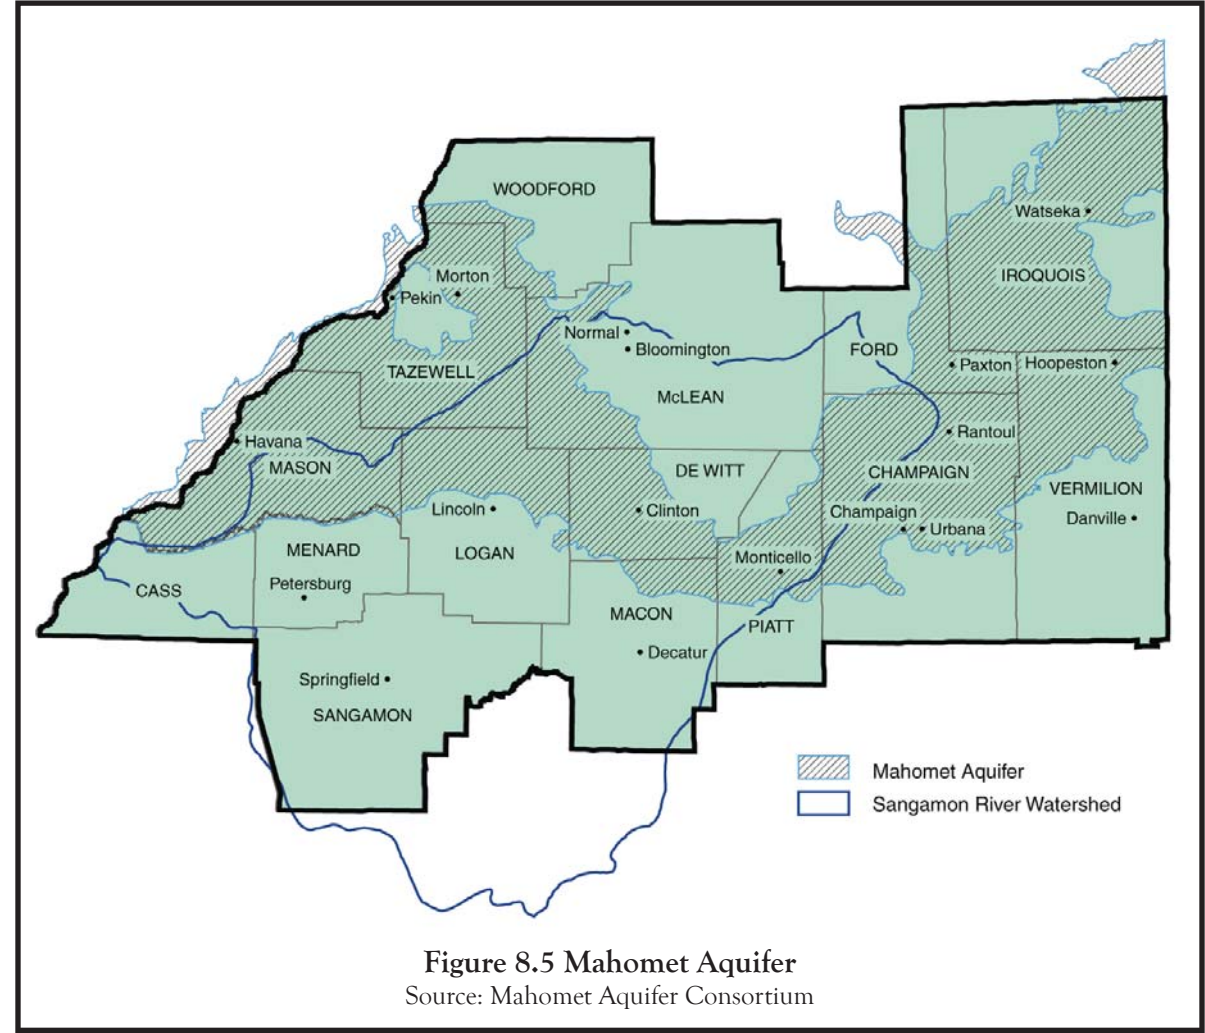 WOODFORD
Watseka
IROQUOIS
Morton
Pekin
Normal
Bloomington
FORD
Paxton
Hoopeston
TAZEWELL
McLEAN
Rantoul
Havana
MASON
DE WITT
CHAMPAIGN
VERMILION
Lincoln
Clinton
Champaign
Urbana
Danville
MENARD
LOGAN
Monticello
Petersburg
CASS
MACON
PIATT
Decatur
Springfield
SANGAMON
Mahomet Aquifer
Sangamon River Watershed
Figure 8.5 Mahomet Aquifer
Source: Mahomet Aquifer Consortium